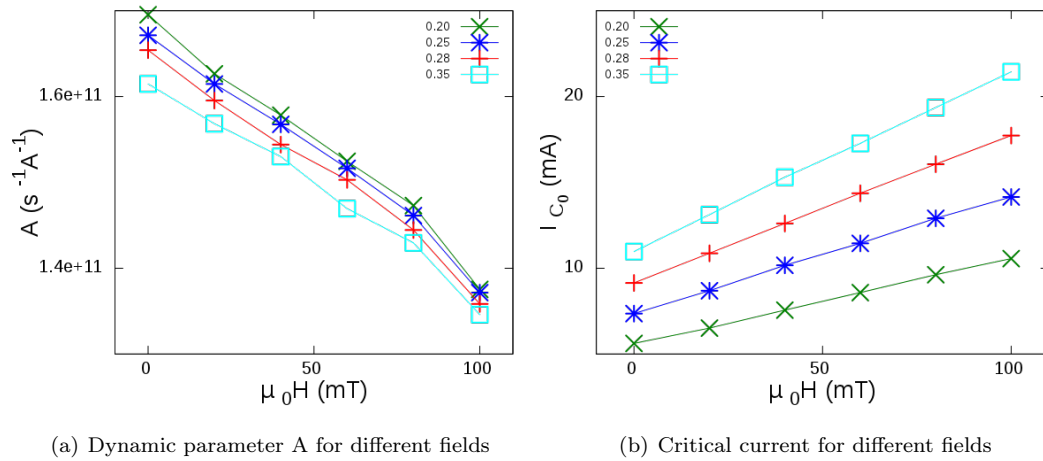 0.20
0.25
0.28
0.35
1.6e+11
1.4e+11
A (s -1A-1)
0 50 100
μ 0H (mT)
(a) Dynamic parameter A for different fields
0.20
0.25
0.28
0.35
20
10
I C0 (mA)
0 50 100
μ 0H (mT)
(b) Critical current for different fields